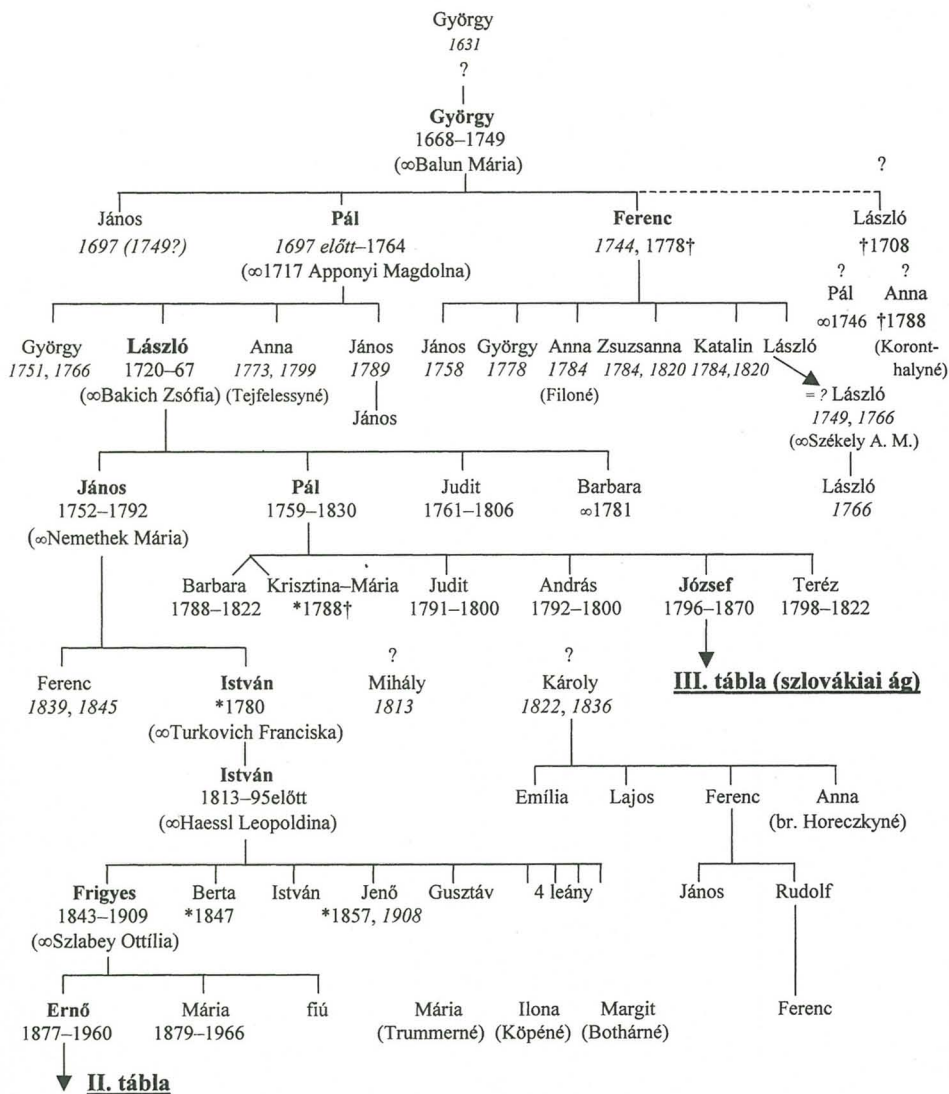 György
1631
?
György
1668–1749
(∞Balun Mária)
?
János Pál Ferenc László
1697 (1749?) 1697 előtt–1764 1744, 1778† †1708
(∞1717 Apponyi Magdolna)
? ?
Pál Anna
∞1746 †1788
(Koront-
halyné)
György László Anna János János György Anna Zsuzsanna Katalin László
1751, 1766 1720–67 1773, 1799 1789 1758 1778 1784 1784, 1820 1784,1820
(∞Bakich Zsófia) (Tejfelessyné) (Filoné)
= ? László
János 1749, 1766
(∞Székely A. M.)
János Pál Judit Barbara László
1752–1792 1759–1830 1761–1806 ∞1781 1766
(∞Nemethek Mária)
Barbara Krisztina–Mária Judit András József Teréz
1788–1822 *1788† 1791–1800 1792–1800 1796–1870 1798–1822
? ?
Ferenc István Mihály Károly III. tábla (szlovákiai ág)
1839, 1845 *1780 1813 1822, 1836
(∞Turkovich Franciska)
István Emília Lajos Ferenc Anna
1813–95előtt (br. Horeczkyné)
(∞Haessl Leopoldina)
Frigyes Berta István Jenő Gusztáv 4 leány János Rudolf
1843–1909 *1847 *1857, 1908
(∞Szlabey Ottília)
Ernő Mária fiú Mária Ilona Margit Ferenc
1877–1960 1879–1966 (Trummerné) (Köpéné) (Bothárné)
II. tábla